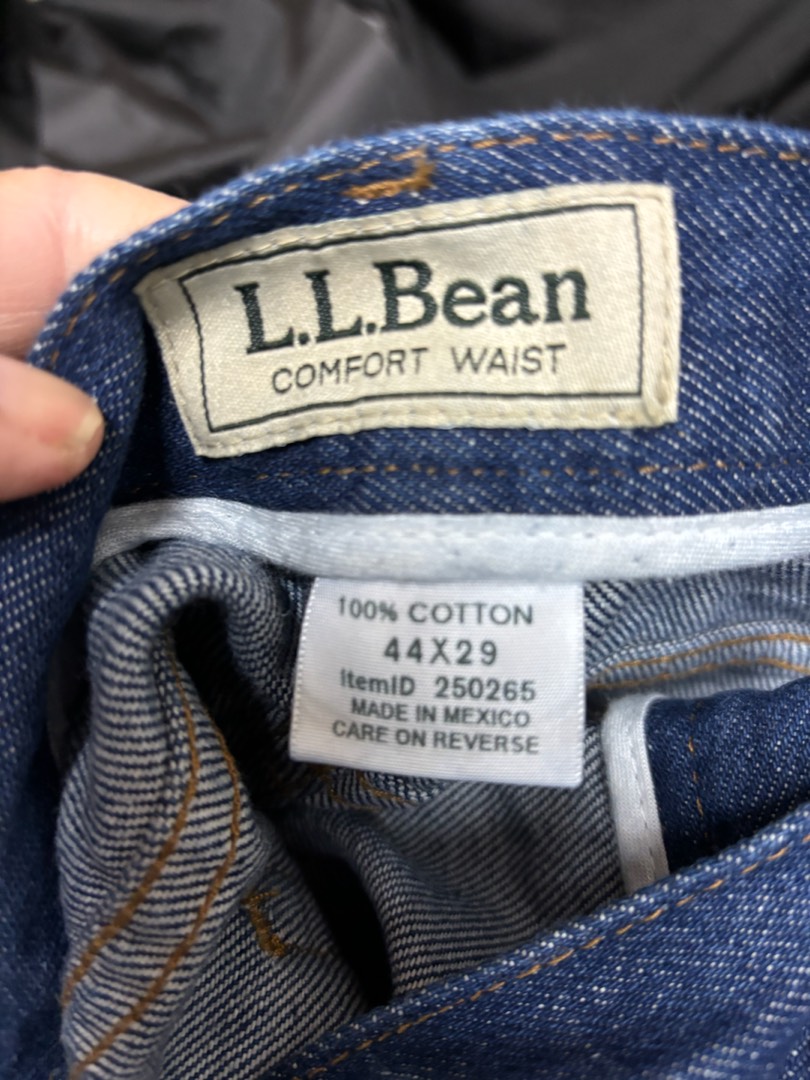 L.L.Bean
COMFORT WAIST
100% COTTON
44X29
ItemID 250265
MADE IN MEXICO
CARE ON REVERSE